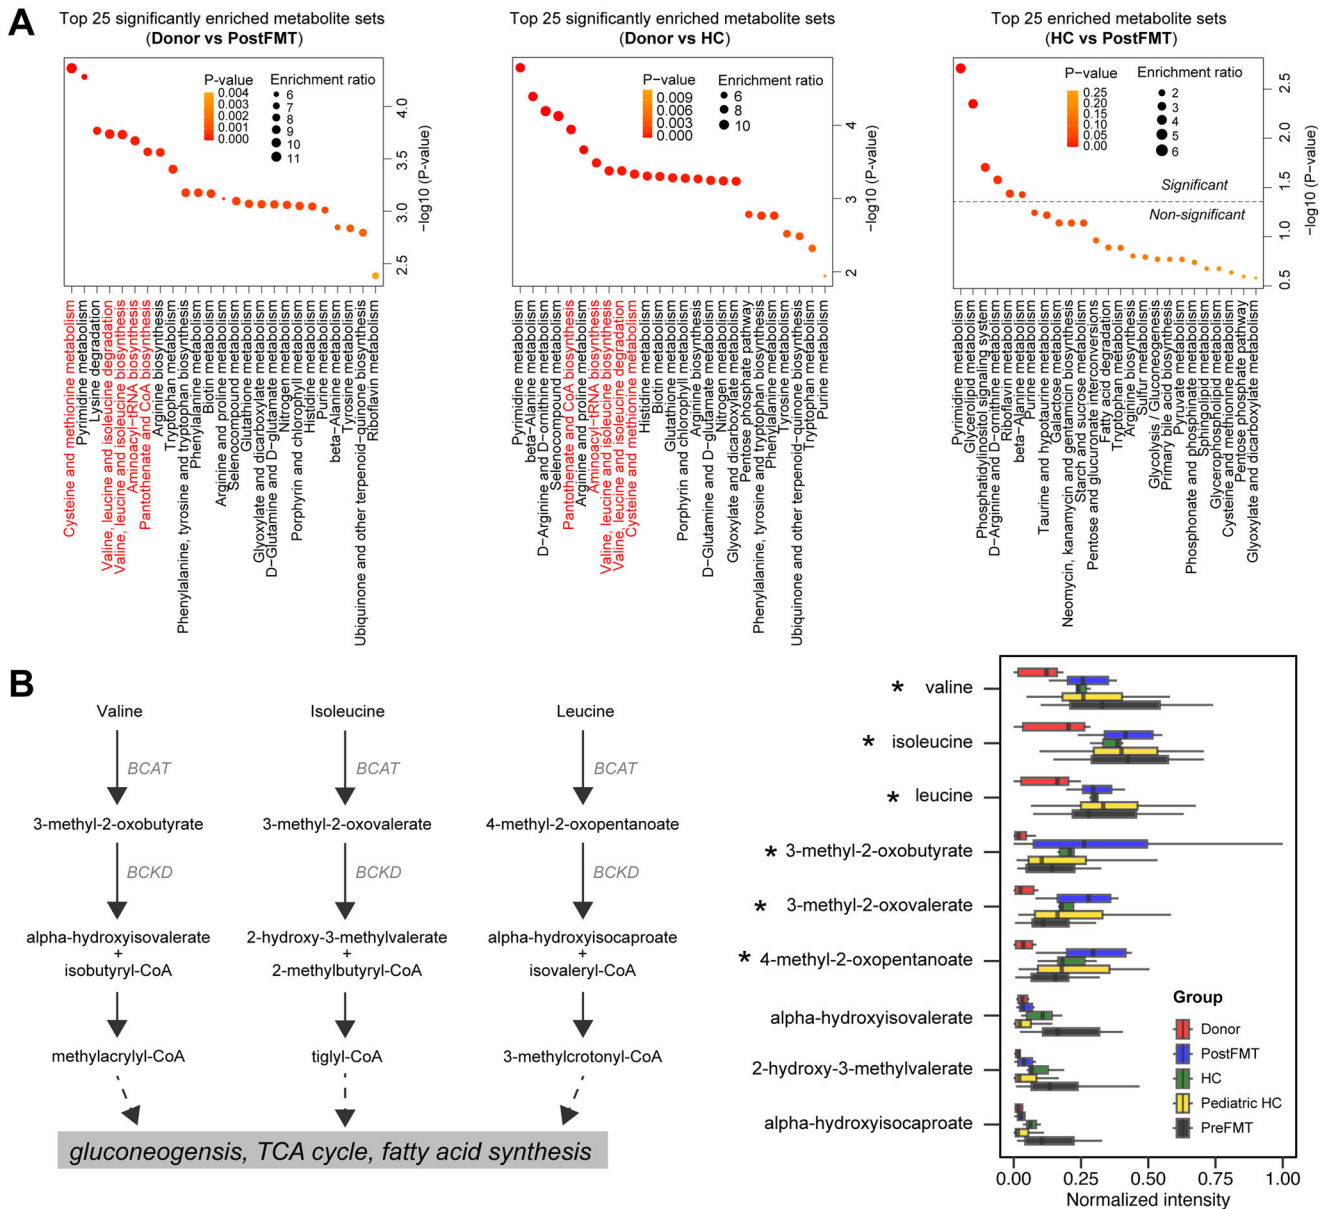 A
Top 25 significantly enriched metabolite sets
(Donor vs PostFMT)
P−value
0.004
0.003
0.002
0.001
0.000
Enrichment ratio
6
7
8
9
10
11
4.0
3.5
3.0
2.5
−log10 (P-value)
Cysteine and methionine metabolism
Pyrimidine metabolism
Lysine degradation
Valine, leucine and isoleucine degradation
Valine, leucine and isoleucine biosynthesis
Aminoacyl−tRNA biosynthesis
Pantothenate and CoA biosynthesis
Arginine biosynthesis
Tryptophan metabolism
Phenylalanine, tyrosine and tryptophan biosynthesis
Phenylalanine metabolism
Biotin metabolism
Arginine and proline metabolism
Selenocompound metabolism
Glutathione metabolism
Glyoxylate and dicarboxylate metabolism
D−Glutamine and D−glutamate metabolism
Nitrogen metabolism
Porphyrin and chlorophyll metabolism
Histidine metabolism
Purine metabolism
beta−Alanine metabolism
Tyrosine metabolism
Ubiquinone and other terpenoid−quinone biosynthesis
Riboflavin metabolism
Top 25 significantly enriched metabolite sets
(Donor vs HC)
P−value
0.009
0.006
0.003
0.000
Enrichment ratio
6
8
10
4
3
2
−log10 (P-value)
Pyrimidine metabolism
beta−Alanine metabolism
D−Arginine and D−ornithine metabolism
Selenocompound metabolism
Pantothenate and CoA biosynthesis
Arginine and proline metabolism
Aminoacyl−tRNA biosynthesis
Valine, leucine and isoleucine biosynthesis
Valine, leucine and isoleucine degradation
Cysteine and methionine metabolism
Histidine metabolism
Biotin metabolism
Glutathione metabolism
Porphyrin and chlorophyll metabolism
Arginine biosynthesis
D−Glutamine and D−glutamate metabolism
Nitrogen metabolism
Glyoxylate and dicarboxylate metabolism
Pentose phosphate pathway
Phenylalanine, tyrosine and tryptophan biosynthesis
Phenylalanine metabolism
Tyrosine metabolism
Ubiquinone and other terpenoid−quinone biosynthesis
Tryptophan metabolism
Purine metabolism
Top 25 enriched metabolite sets
(HC vs PostFMT)
P−value
0.25
0.20
0.15
0.10
0.05
0.00
Enrichment ratio
2
3
4
5
6
Significant
Non-significant
2.5
2.0
1.5
1.0
0.5
−log10 (P-value)
Pyrimidine metabolism
Glycerolipid metabolism
Phosphatidylinositol signaling system
D−Arginine and D−ornithine metabolism
Riboflavin metabolism
beta−Alanine metabolism
Purine metabolism
Taurine and hypotaurine metabolism
Galactose metabolism
Neomycin, kanamycin and gentamicin biosynthesis
Starch and sucrose metabolism
Pentose and glucuronate interconversions
Fatty acid degradation
Tryptophan metabolism
Arginine biosynthesis
Sulfur metabolism
Glycolysis / Gluconeogenesis
Primary bile acid biosynthesis
Pyruvate metabolism
Phosphonate and phosphinate metabolism
Sphingolipid metabolism
Glycerophospholipid metabolism
Cysteine and methionine metabolism
Pentose phosphate pathway
Glyoxylate and dicarboxylate metabolism
B
Valine
Isoleucine
Leucine
BCAT
BCAT
BCAT
3-methyl-2-oxobutyrate
3-methyl-2-oxovalerate
4-methyl-2-oxopentanoate
BCKD
BCKD
BCKD
alpha-hydroxyisovalerate
+
isobutyryl-CoA
2-hydroxy-3-methylvalerate
+
2-methylbutyryl-CoA
alpha-hydroxyisocaproate
+
isovaleryl-CoA
methylacrylyl-CoA
tiglyl-CoA
3-methylcrotonyl-CoA
gluconeogensis, TCA cycle, fatty acid synthesis
* valine
* isoleucine
* leucine
* 3-methyl-2-oxobutyrate
* 3-methyl-2-oxovalerate
* 4-methyl-2-oxopentanoate
alpha-hydroxyisovalerate
2-hydroxy-3-methylvalerate
alpha-hydroxyisocaproate
Group
Donor
PostFMT
HC
Pediatric HC
PreFMT
0.00
0.25
0.50
0.75
1.00
Normalized intensity